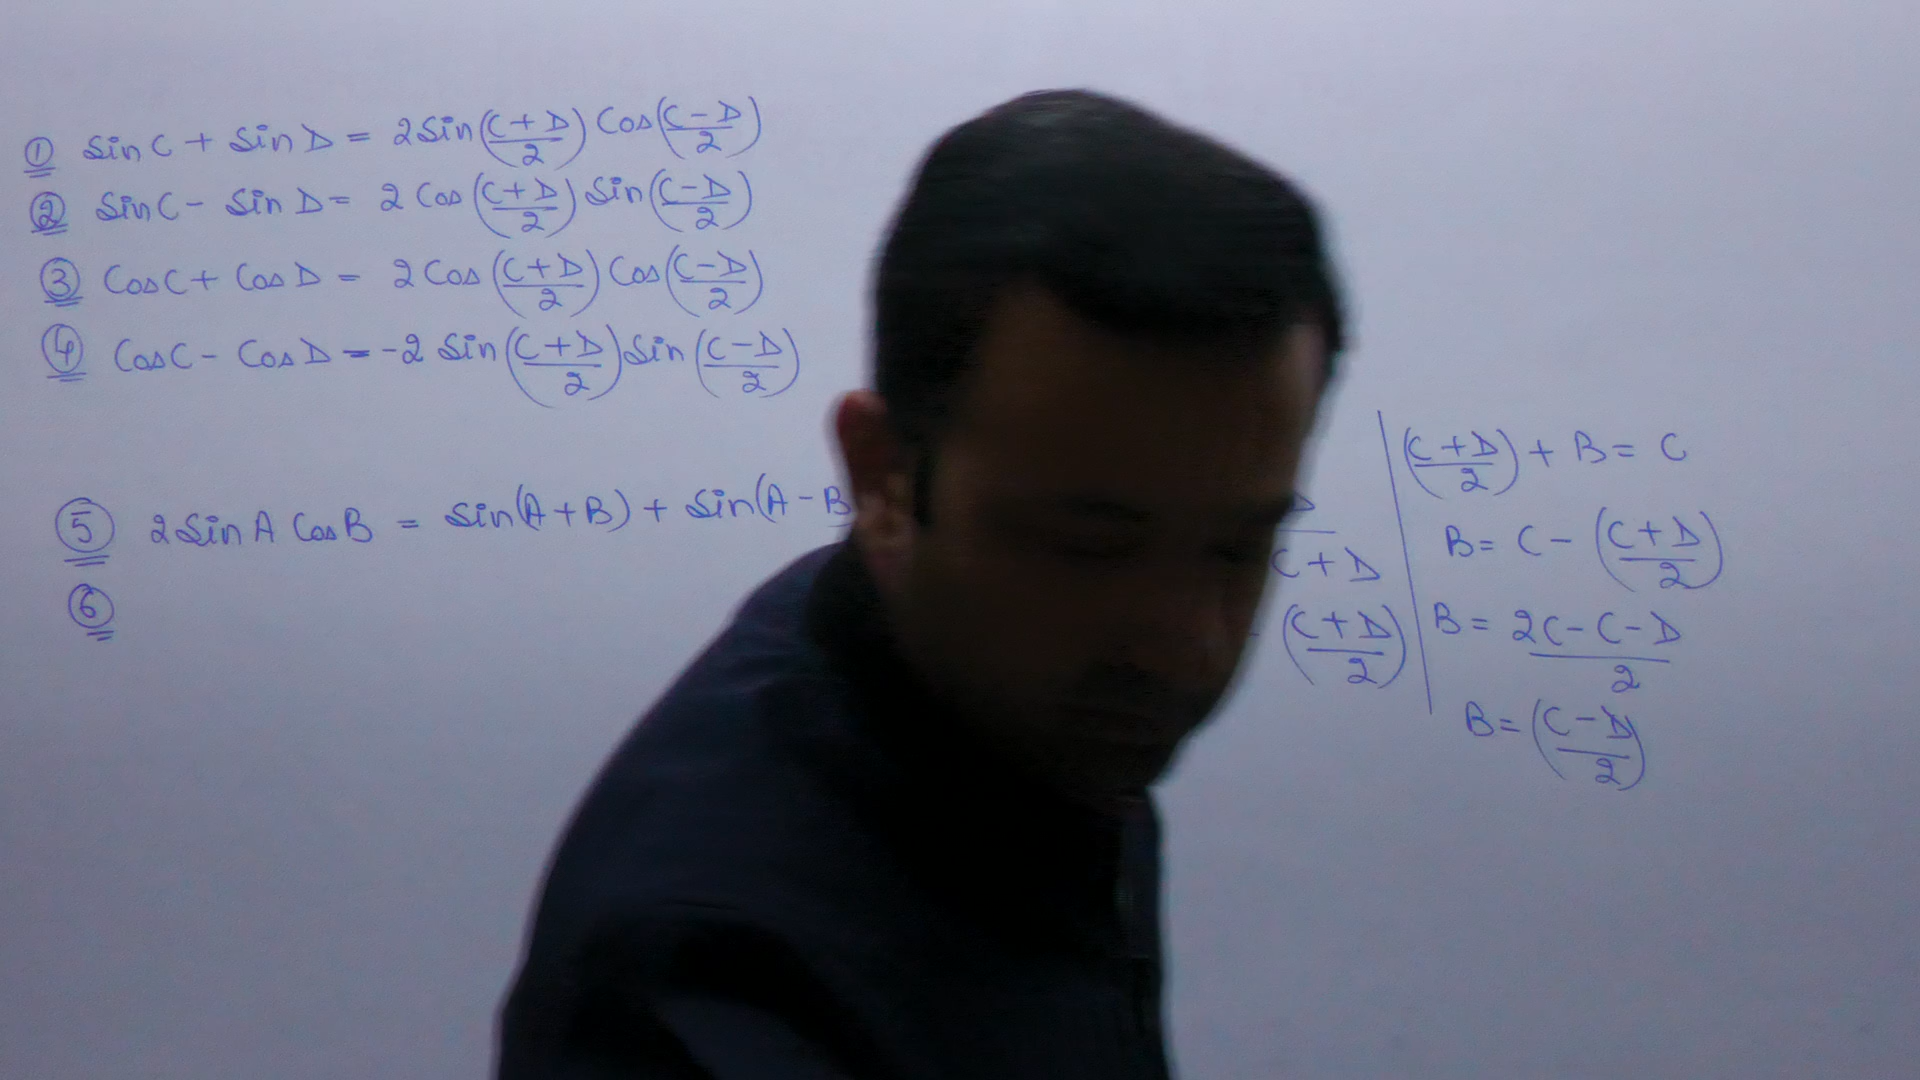 ① Sin C + Sin D = 2 Sin ((C + D)/2) Cos ((C - D)/2)
② Sin C - Sin D = 2 Cos ((C + D)/2) Sin ((C - D)/2)
③ Cos C + Cos D = 2 Cos ((C + D)/2) Cos ((C - D)/2)
④ Cos C - Cos D = -2 Sin ((C + D)/2) Sin ((C - D)/2)
⑤ 2 Sin A Cos B = Sin(A + B) + Sin(A - B
⑥
C + D
((C + D)/2)
((C + D)/2) + B = C
B = C - ((C + D)/2)
B = (2C - C - D)/2
B = ((C - D)/2)